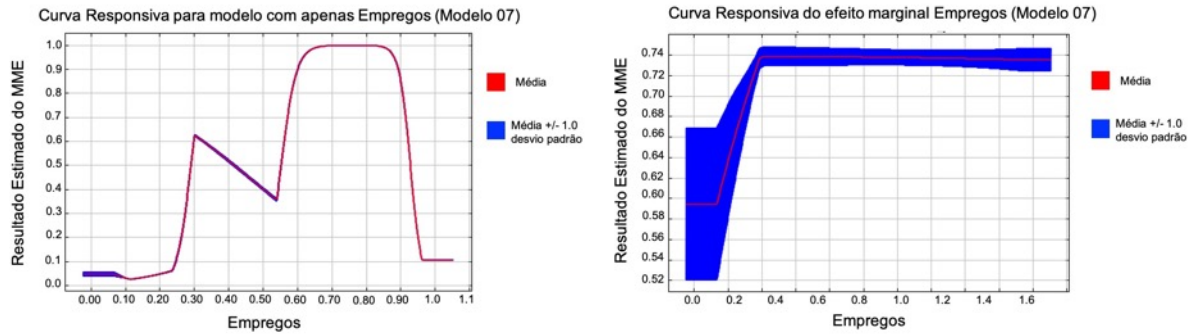 Curva Responsiva para modelo com apenas Empregos (Modelo 07)
Resultado Estimado do MME
1.0
0.9
0.8
0.7
0.6
0.5
0.4
0.3
0.2
0.1
0.0
0.00 0.10 0.20 0.30 0.40 0.50 0.60 0.70 0.80 0.90 1.0 1.1
Empregos
Média
Média +/- 1.0
desvio padrão
Curva Responsiva do efeito marginal Empregos (Modelo 07)
Resultado Estimado do MME
0.74
0.72
0.70
0.68
0.66
0.64
0.62
0.60
0.58
0.56
0.54
0.52
0.0 0.2 0.4 0.6 0.8 1.0 1.2 1.4 1.6
Empregos
Média
Média +/- 1.0
desvio padrão